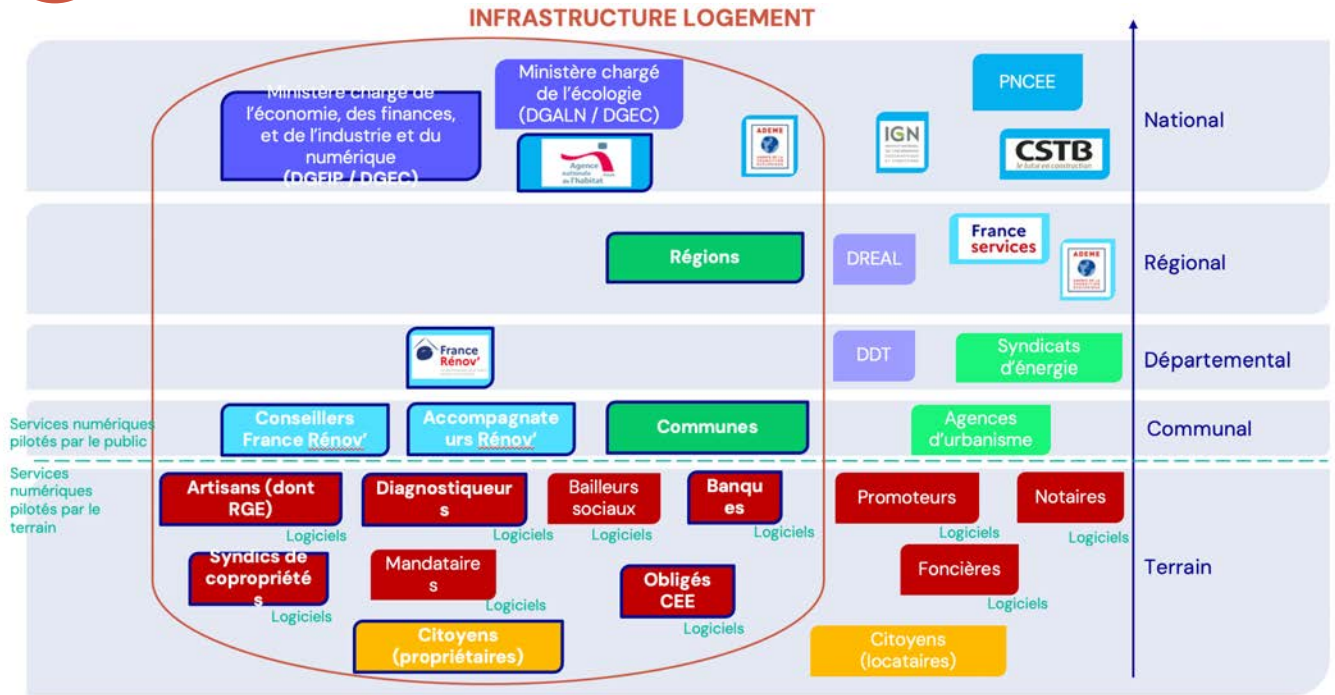 INFRASTRUCTURE LOGEMENT
Ministère chargé de
l'économie, des finances,
et de l'industrie et du
numérique
(DGFIP / DGEC)
Ministère chargé
de l'écologie
(DGALN / DGEC)
Agence
nationale
de l'habitat
ADEME
IGN
PNCEE
CSTB
le futur en construction
National
Régions
DREAL
France
services
ADEME
Régional
France
Rénov'
DDT
Syndicats
d'énergie
Départemental
Services numériques
pilotés par le public
Conseillers
France Rénov'
Accompagnate
urs Rénov'
Communes
Agences
d'urbanisme
Communal
Services
numériques
pilotés par le
terrain
Artisans (dont
RGE)
Logiciels
Diagnostiqueur
s
Logiciels
Bailleurs
sociaux
Logiciels
Banqu
es
Logiciels
Promoteurs
Logiciels
Notaires
Logiciels
Syndics de
copropriété
s
Logiciels
Mandataire
s
Logiciels
Obligés
CEE
Logiciels
Foncières
Logiciels
Terrain
Citoyens
(propriétaires)
Citoyens
(locataires)